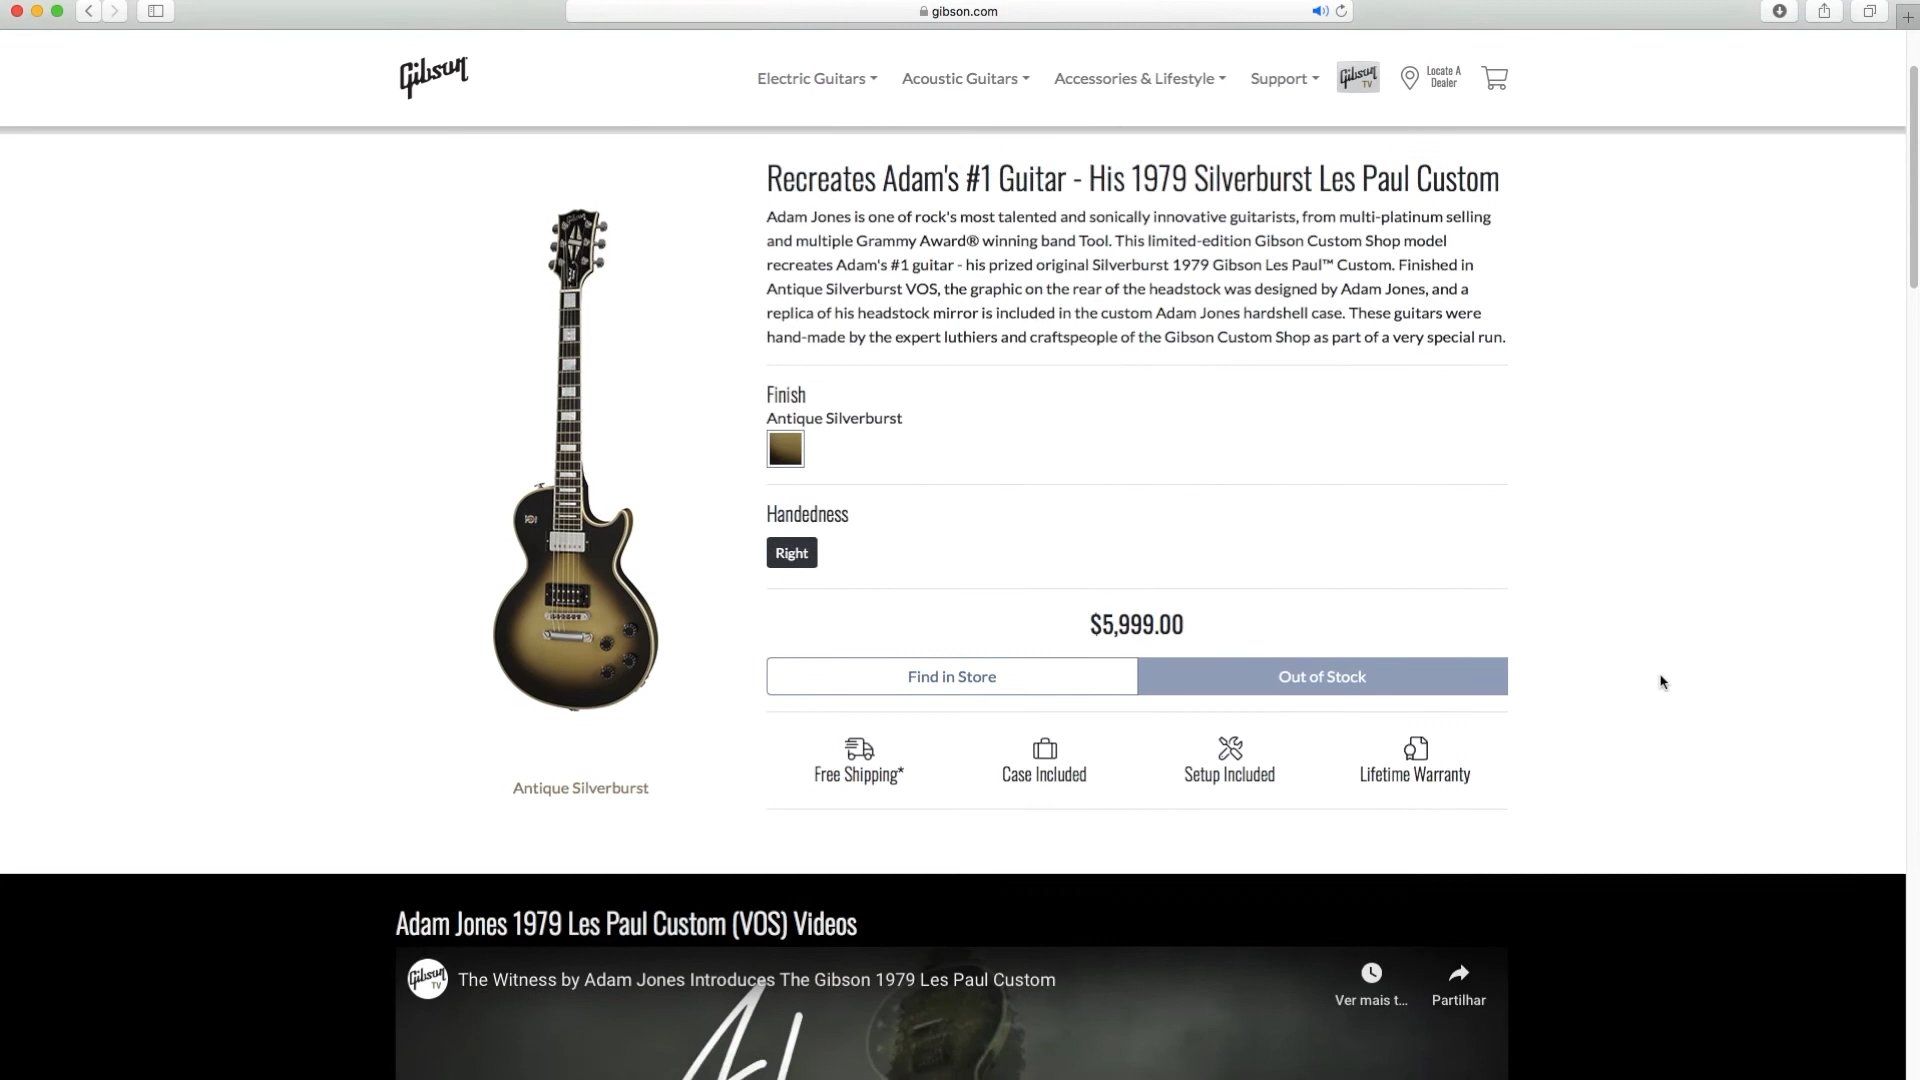 gibson.com
Gibson
Electric Guitars
Acoustic Guitars
Accessories & Lifestyle
Support
Gibson TV
Locate A
Dealer
Recreates Adam's #1 Guitar - His 1979 Silverburst Les Paul Custom
Adam Jones is one of rock's most talented and sonically innovative guitarists, from multi-platinum selling
and multiple Grammy Award® winning band Tool. This limited-edition Gibson Custom Shop model
recreates Adam's #1 guitar - his prized original Silverburst 1979 Gibson Les Paul™ Custom. Finished in
Antique Silverburst VOS, the graphic on the rear of the headstock was designed by Adam Jones, and a
replica of his headstock mirror is included in the custom Adam Jones hardshell case. These guitars were
hand-made by the expert luthiers and craftspeople of the Gibson Custom Shop as part of a very special run.
Finish
Antique Silverburst
Handedness
Right
$5,999.00
Find in Store
Out of Stock
Free Shipping*
Case Included
Setup Included
Lifetime Warranty
Antique Silverburst
Adam Jones 1979 Les Paul Custom (VOS) Videos
Gibson TV
The Witness by Adam Jones Introduces The Gibson 1979 Les Paul Custom
Ver mais t...
Partilhar